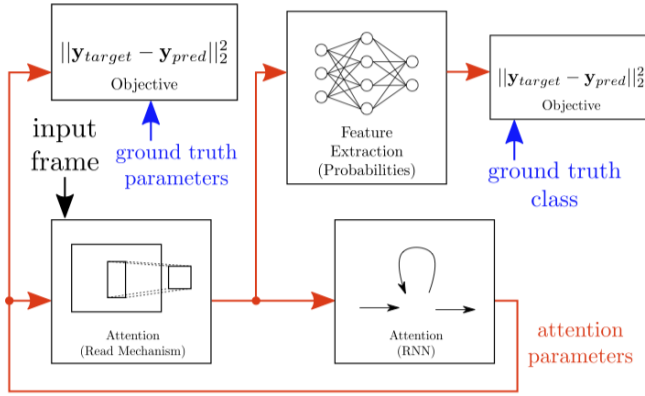 ||y_target − y_pred||₂²
Objective
input
frame
ground truth
parameters
Feature
Extraction
(Probabilities)
||y_target − y_pred||₂²
Objective
ground truth
class
Attention
(Read Mechanism)
Attention
(RNN)
attention
parameters